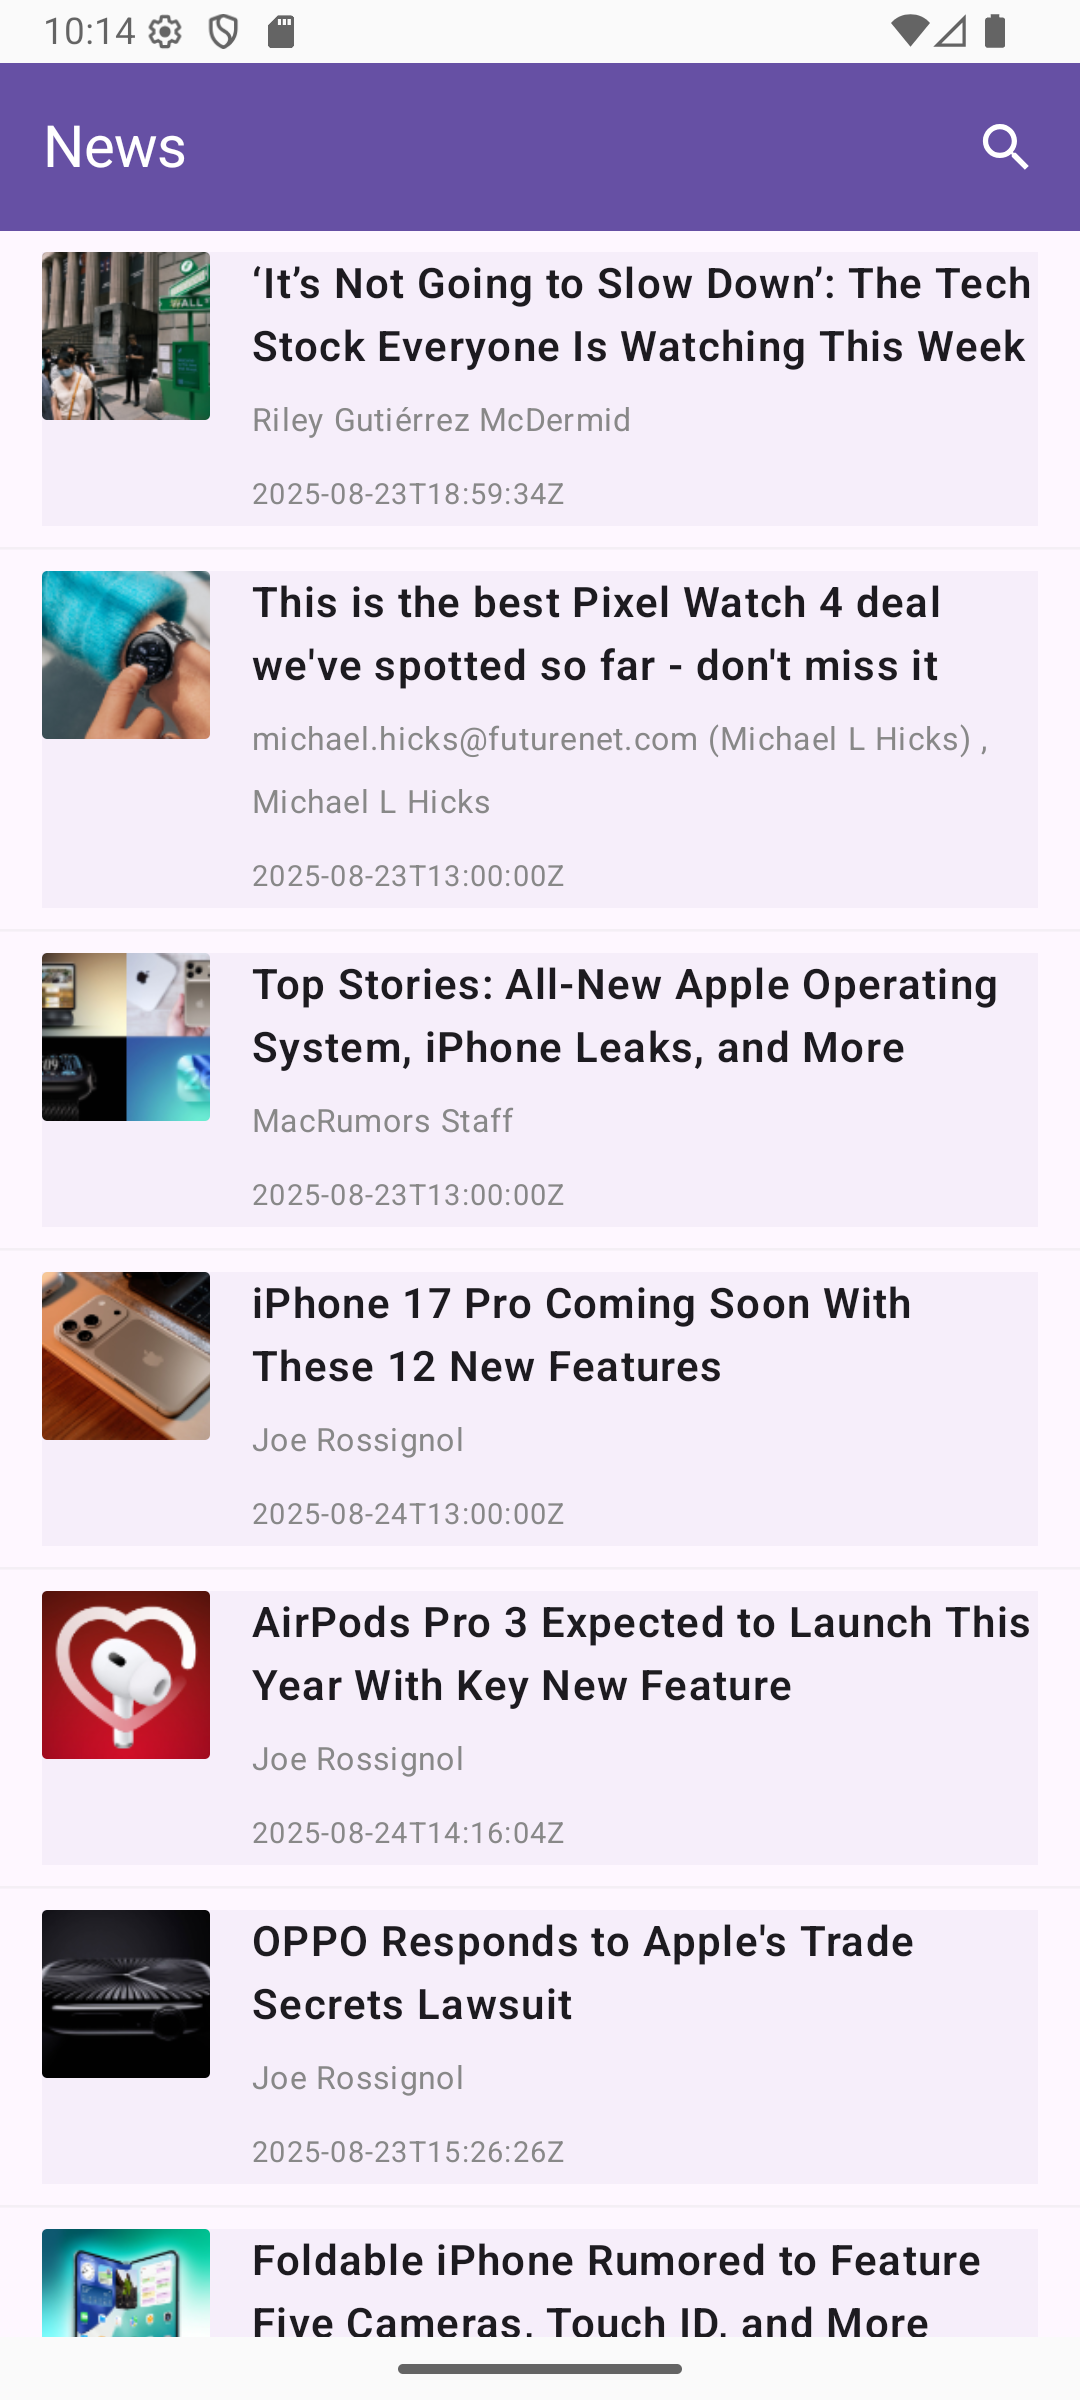 10:14
News
‘It’s Not Going to Slow Down’: The Tech
Stock Everyone Is Watching This Week
Riley Gutiérrez McDermid
2025-08-23T18:59:34Z
WALL
This is the best Pixel Watch 4 deal
we've spotted so far - don't miss it
michael.hicks@futurenet.com (Michael L Hicks) ,
Michael L Hicks
2025-08-23T13:00:00Z
Top Stories: All-New Apple Operating
System, iPhone Leaks, and More
MacRumors Staff
2025-08-23T13:00:00Z
iPhone 17 Pro Coming Soon With
These 12 New Features
Joe Rossignol
2025-08-24T13:00:00Z
AirPods Pro 3 Expected to Launch This
Year With Key New Feature
Joe Rossignol
2025-08-24T14:16:04Z
OPPO Responds to Apple's Trade
Secrets Lawsuit
Joe Rossignol
2025-08-23T15:26:26Z
Foldable iPhone Rumored to Feature
Five Cameras, Touch ID, and More